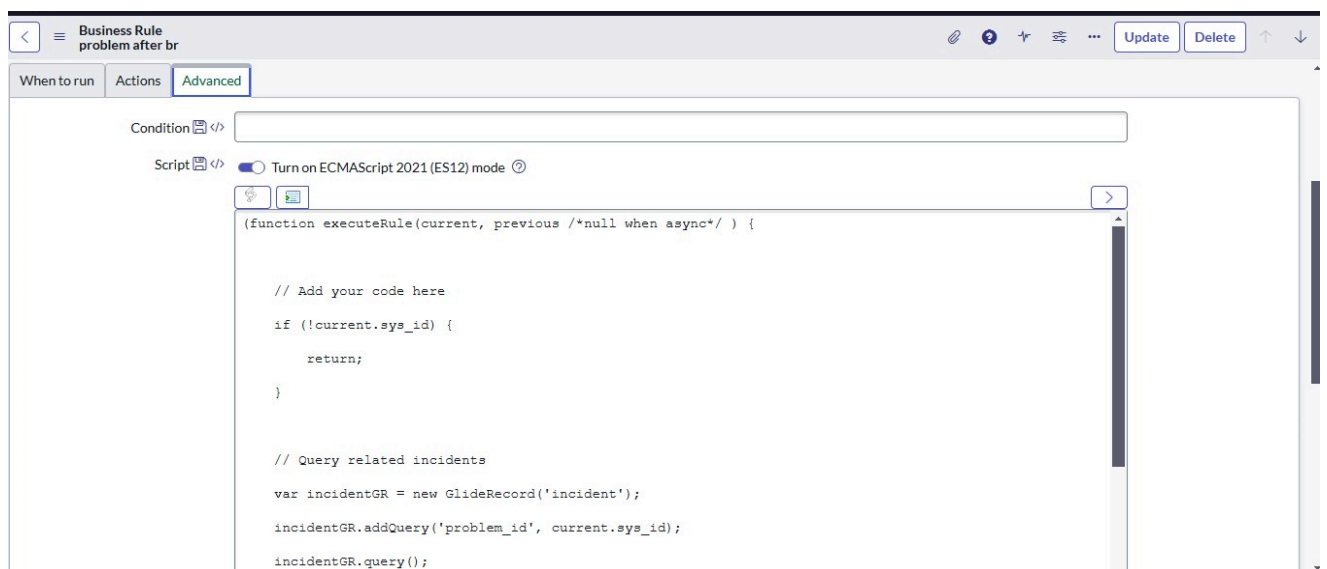 Business Rule
problem after br
Update
Delete
When to run
Actions
Advanced
Condition
Script
Turn on ECMAScript 2021 (ES12) mode
(function executeRule(current, previous /*null when async*/ ) {
// Add your code here
if (!current.sys_id) {
return;
}
// Query related incidents
var incidentGR = new GlideRecord('incident');
incidentGR.addQuery('problem_id', current.sys_id);
incidentGR.query();